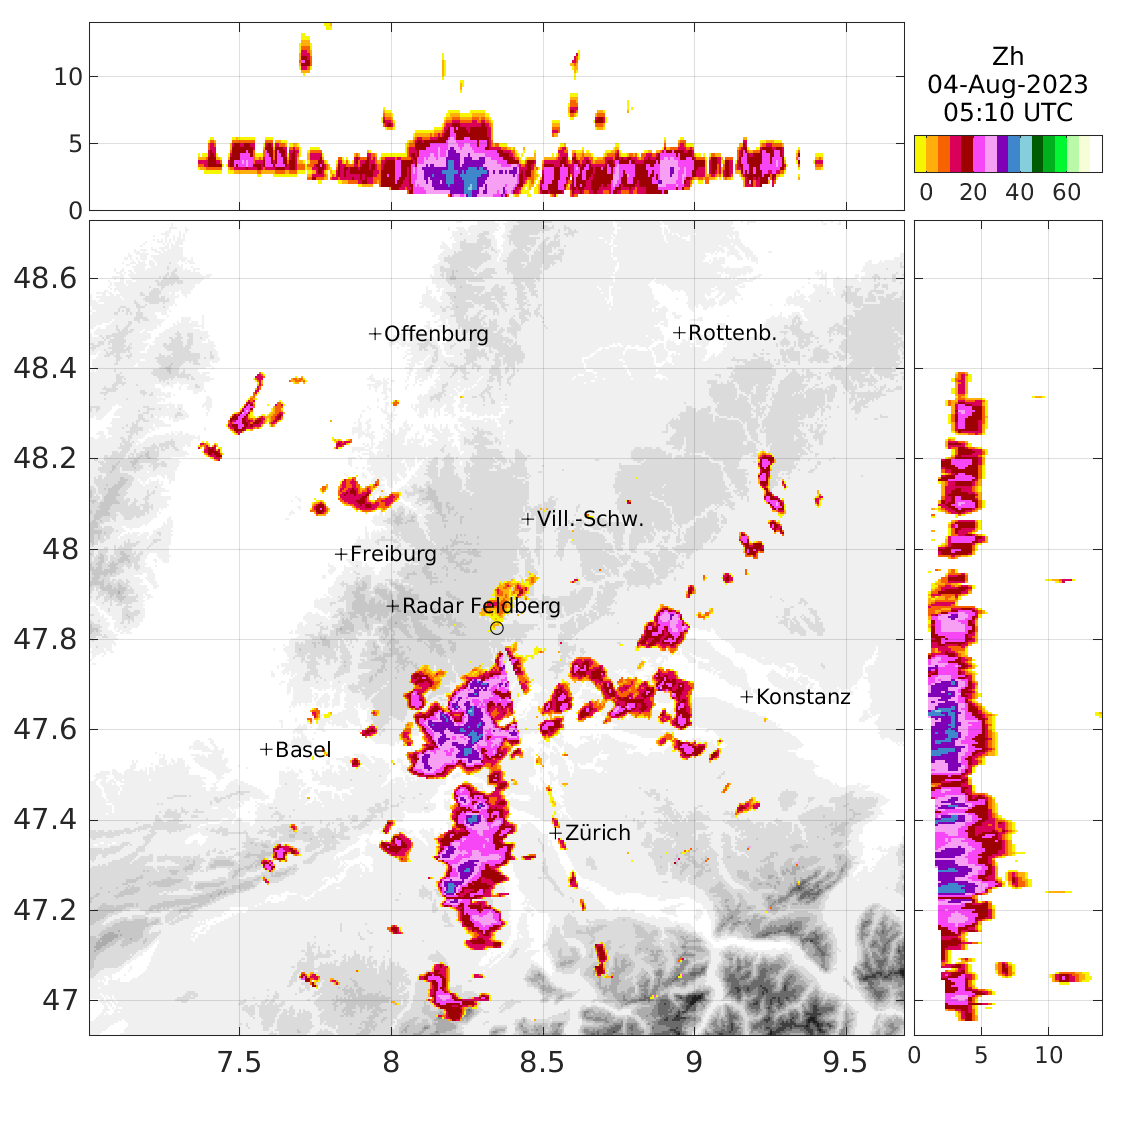 10
5
0
Zh
04-Aug-2023
05:10 UTC
0 20 40 60
48.6
+Offenburg
+Rottenb.
48.4
48.2
+Vill.-Schw.
48
+Freiburg
+Radar Feldberg
47.8
+Konstanz
47.6
+Basel
47.4
+Zürich
47.2
47
7.5 8 8.5 9 9.5
0 5 10